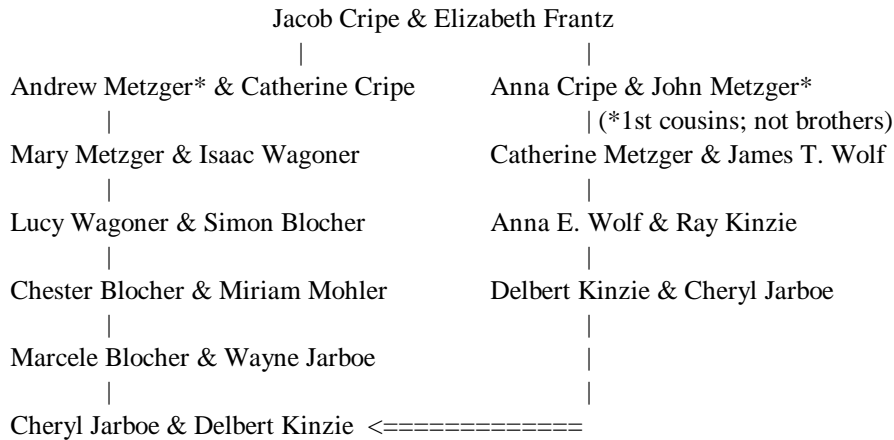 Jacob Cripe & Elizabeth Frantz
| |
Andrew Metzger* & Catherine Cripe Anna Cripe & John Metzger*
| | (*1st cousins; not brothers)
Mary Metzger & Isaac Wagoner Catherine Metzger & James T. Wolf
| |
Lucy Wagoner & Simon Blocher Anna E. Wolf & Ray Kinzie
| |
Chester Blocher & Miriam Mohler Delbert Kinzie & Cheryl Jarboe
| |
Marcele Blocher & Wayne Jarboe |
| |
Cheryl Jarboe & Delbert Kinzie <=============